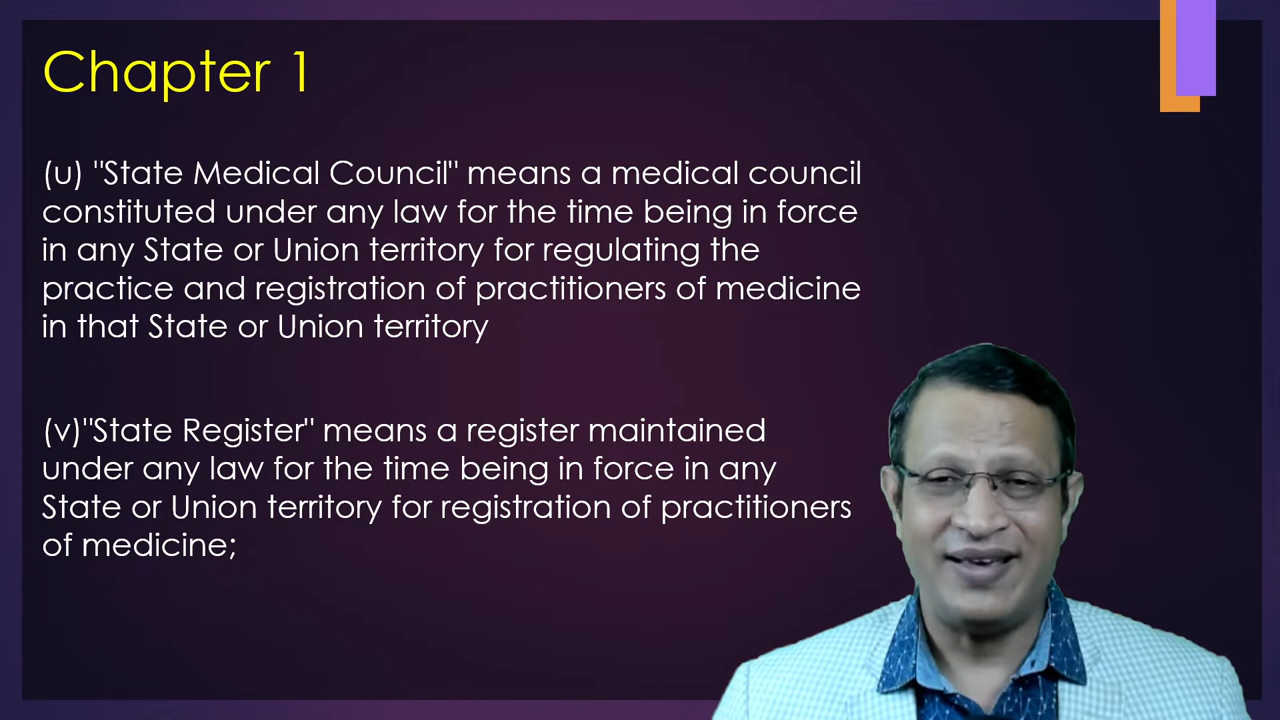 Chapter 1
(u) "State Medical Council" means a medical council
constituted under any law for the time being in force
in any State or Union territory for regulating the
practice and registration of practitioners of medicine
in that State or Union territory
(v)"State Register" means a register maintained
under any law for the time being in force in any
State or Union territory for registration of practitioners
of medicine;